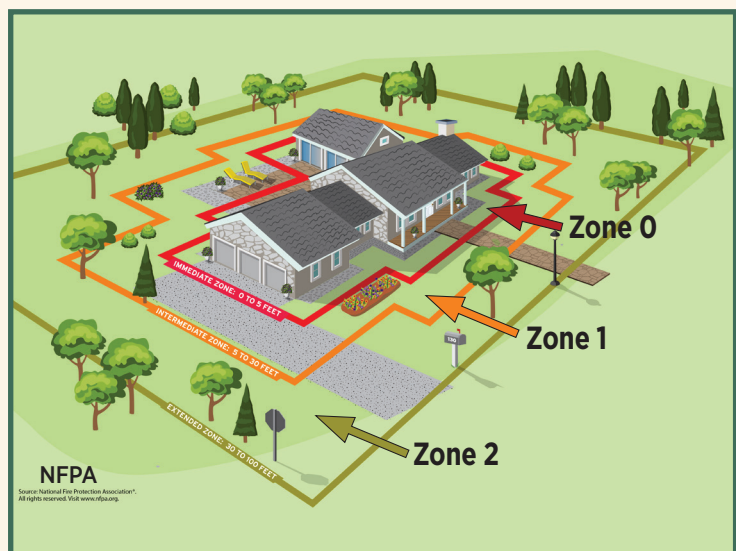 Zone 0
IMMEDIATE ZONE: 0 TO 5 FEET
INTERMEDIATE ZONE: 5 TO 30 FEET
Zone 1
130
EXTENDED ZONE: 30 TO 100 FEET
Zone 2
NFPA
Source: National Fire Protection Association®.
All rights reserved. Visit www.nfpa.org.